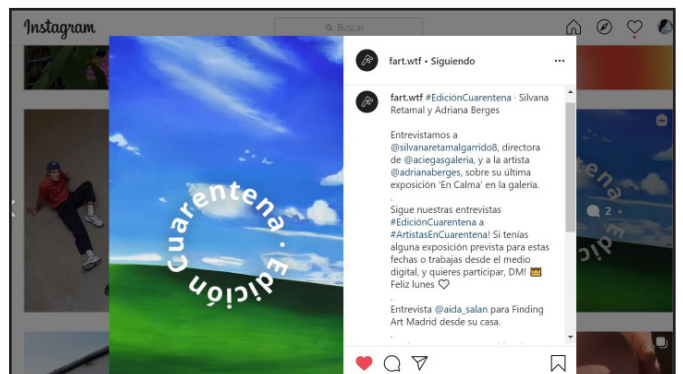 Instagram
Buscar
fart.wtf • Siguiendo
fart.wtf #EdiciónCuarentena · Silvana
Retamal y Adriana Berges
Entrevistamos a
@silvanaretamalgarrido8, directora
de @aciegasgaleria, y a la artista
@adrianaberges, sobre su última
exposición 'En Calma' en la galería.
.
Sigue nuestras entrevistas
#EdiciónCuarentena a
#ArtistasEnCuarentena! Si tenías
alguna exposición prevista para estas
fechas o trabajas desde el medio
digital, y quieres participar, DM!
Feliz lunes
.
Entrevista @aida_salan para Finding
Art Madrid desde su casa.
.
Cuarentena · Edición
2